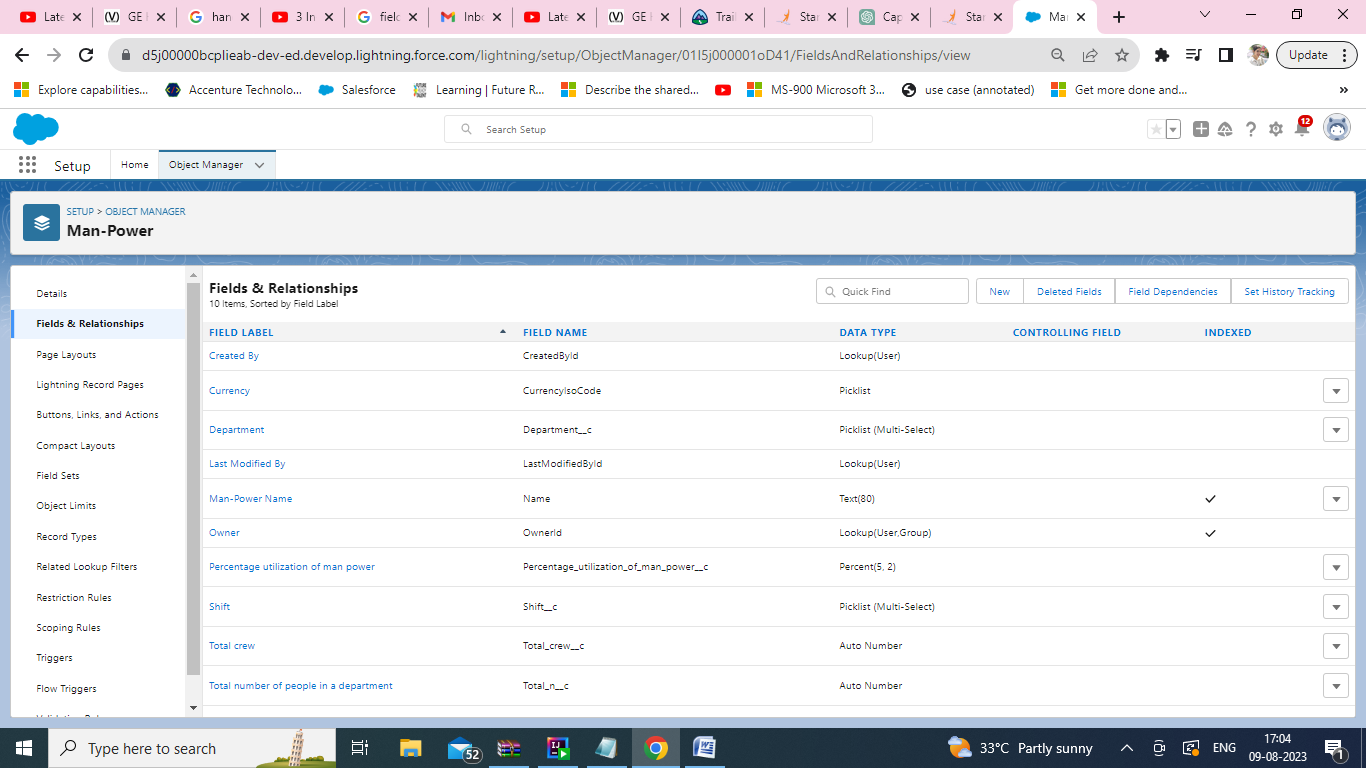 Late
GE I
han
3 In
field
Inbo
Late
GE I
Trai
Star
Cap
Star
Mar
d5j00000bcplieab-dev-ed.develop.lightning.force.com/lightning/setup/ObjectManager/01I5j000001oD41/FieldsAndRelationships/view
Update
Explore capabilities...
Accenture Technolo...
Salesforce
Learning | Future R...
Describe the shared...
MS-900 Microsoft 3...
use case (annotated)
Get more done and...
»
Search Setup
12
Setup
Home
Object Manager
SETUP > OBJECT MANAGER
Man-Power
Details
Fields & Relationships
Page Layouts
Lightning Record Pages
Buttons, Links, and Actions
Compact Layouts
Field Sets
Object Limits
Record Types
Related Lookup Filters
Restriction Rules
Scoping Rules
Triggers
Flow Triggers
Fields & Relationships
10 Items, Sorted by Field Label
Quick Find
New
Deleted Fields
Field Dependencies
Set History Tracking
FIELD LABEL FIELD NAME DATA TYPE CONTROLLING FIELD INDEXED
Created By CreatedById Lookup(User)
Currency CurrencyIsoCode Picklist
Department Department__c Picklist (Multi-Select)
Last Modified By LastModifiedById Lookup(User)
Man-Power Name Name Text(80)
Owner OwnerId Lookup(User,Group)
Percentage utilization of man power Percentage_utilization_of_man_power__c Percent(5, 2)
Shift Shift__c Picklist (Multi-Select)
Total crew Total_crew__c Auto Number
Total number of people in a department Total_n__c Auto Number
Type here to search
52
33°C Partly sunny
ENG
17:04
09-08-2023
1